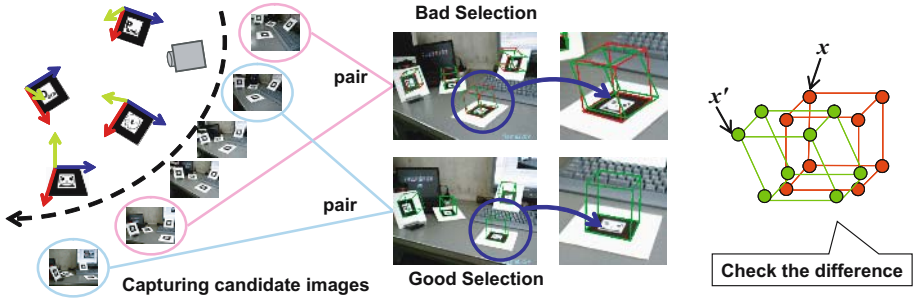 Bad Selection
pair
x
x′
pair
Capturing candidate images
Good Selection
Check the difference